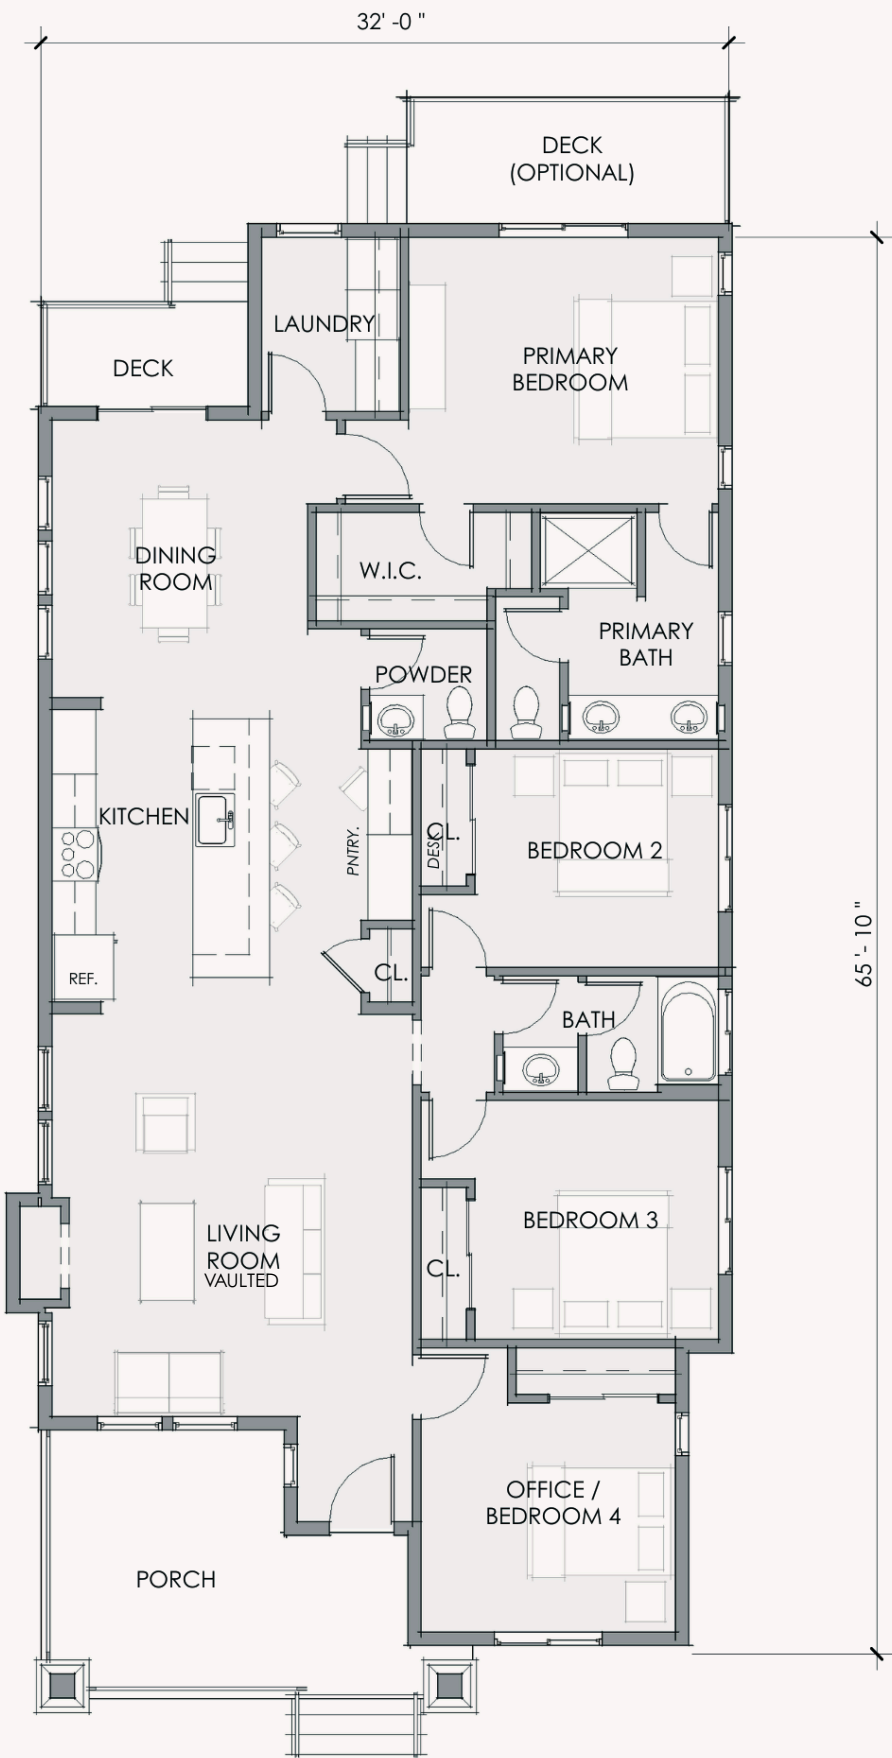 32' -0 "
DECK
(OPTIONAL)
LAUNDRY
DECK
PRIMARY
BEDROOM
DINING
ROOM
W.I.C.
PRIMARY
BATH
POWDER
KITCHEN
PNTRY.
DESK
CL.
BEDROOM 2
65 '- 10 "
REF.
"
CL.
BATH
LIVING
ROOM
VAULTED
BEDROOM 3
CL.
OFFICE /
BEDROOM 4
PORCH